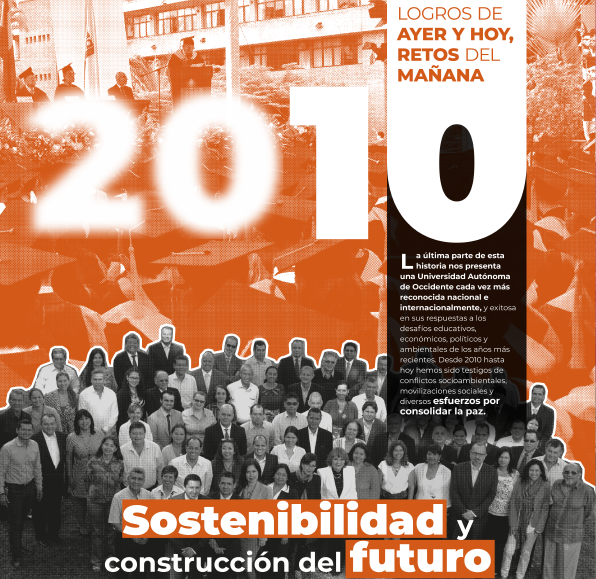 LOGROS DE
AYER Y HOY,
RETOS DEL
MAÑANA
2010
La última parte de esta
historia nos presenta
una Universidad Autónoma
de Occidente cada vez más
reconocida nacional e
internacionalmente, y exitosa
en sus respuestas a los
desafíos educativos,
económicos, políticos y
ambientales de los años más
recientes. Desde 2010 hasta
hoy hemos sido testigos de
conflictos socioambientales,
movilizaciones sociales y
diversos esfuerzos por
consolidar la paz.
Sostenibilidad y
construcción del futuro